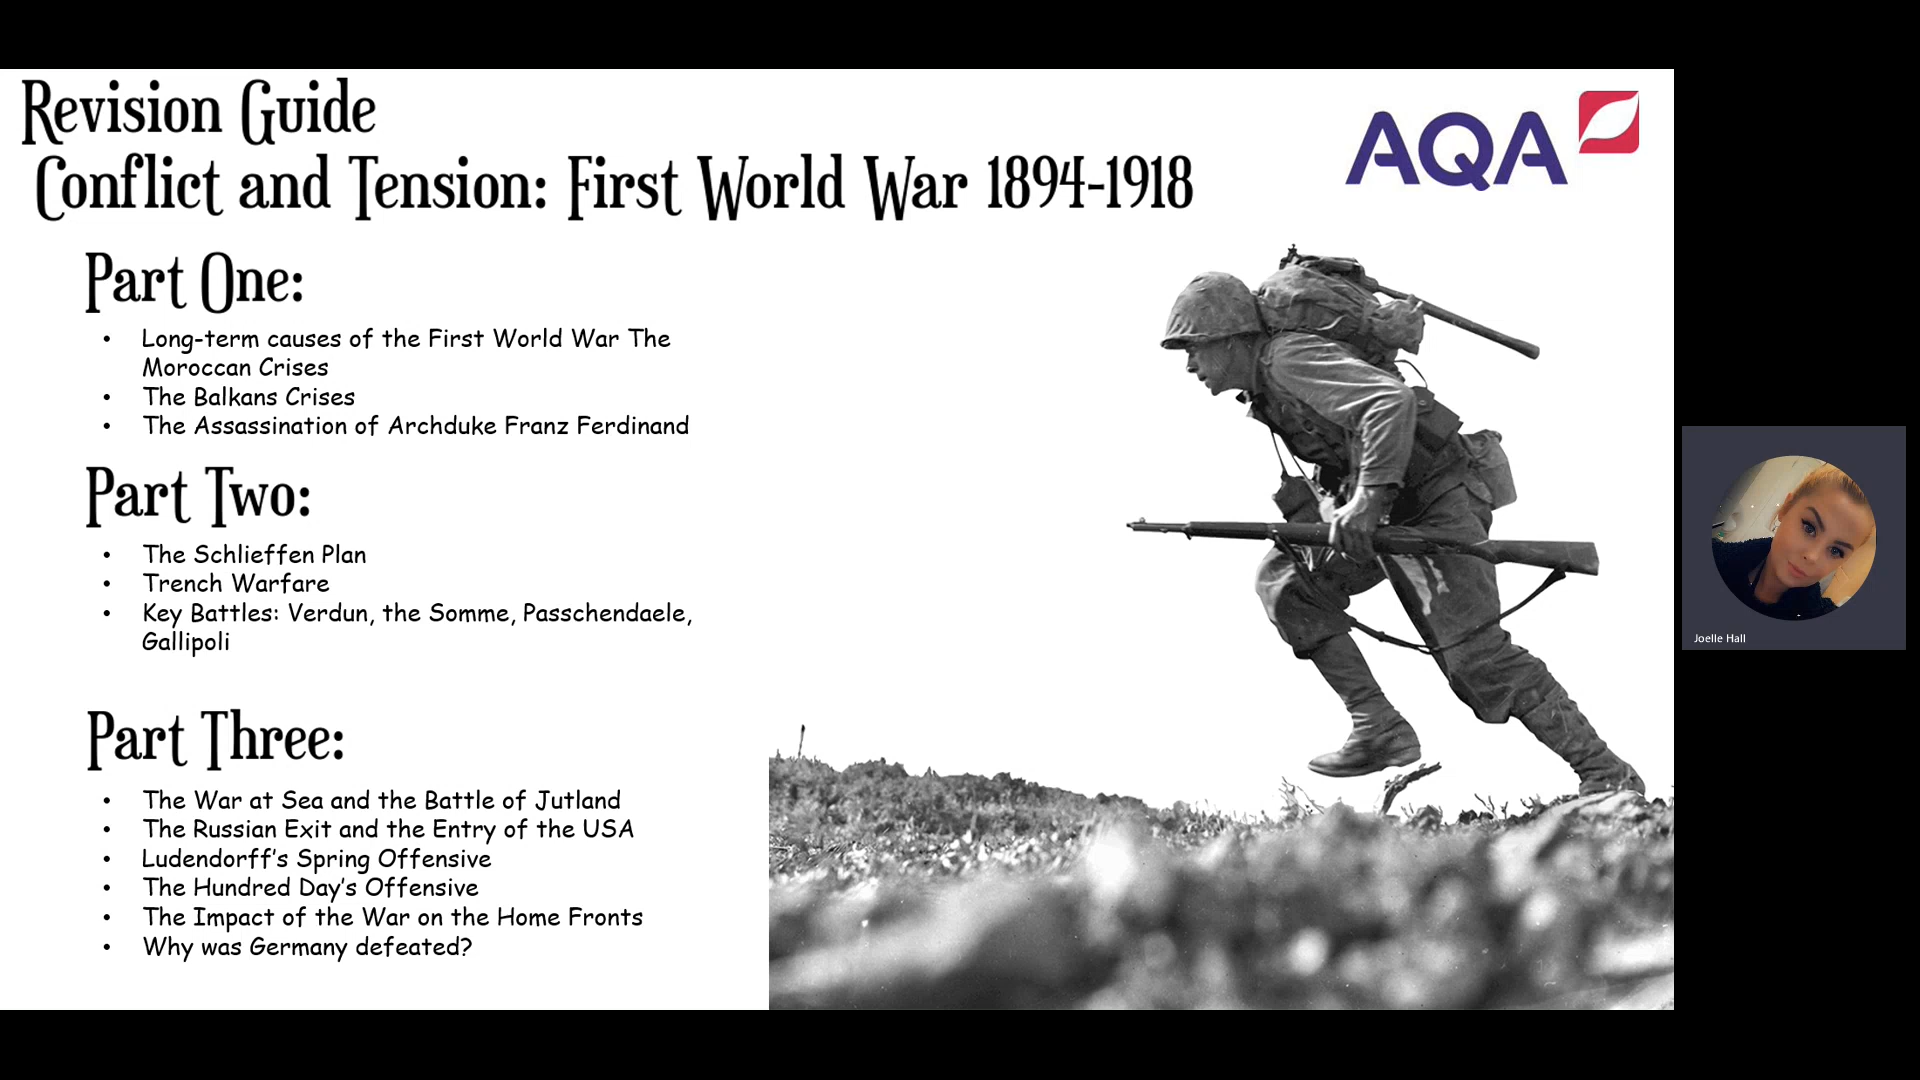 Revision Guide
Conflict and Tension: First World War 1894-1918
AQA
Part One:
• Long-term causes of the First World War The
Moroccan Crises
• The Balkans Crises
• The Assassination of Archduke Franz Ferdinand
Part Two:
• The Schlieffen Plan
• Trench Warfare
• Key Battles: Verdun, the Somme, Passchendaele,
Gallipoli
Part Three:
• The War at Sea and the Battle of Jutland
• The Russian Exit and the Entry of the USA
• Ludendorff's Spring Offensive
• The Hundred Day's Offensive
• The Impact of the War on the Home Fronts
• Why was Germany defeated?
Joelle Hall